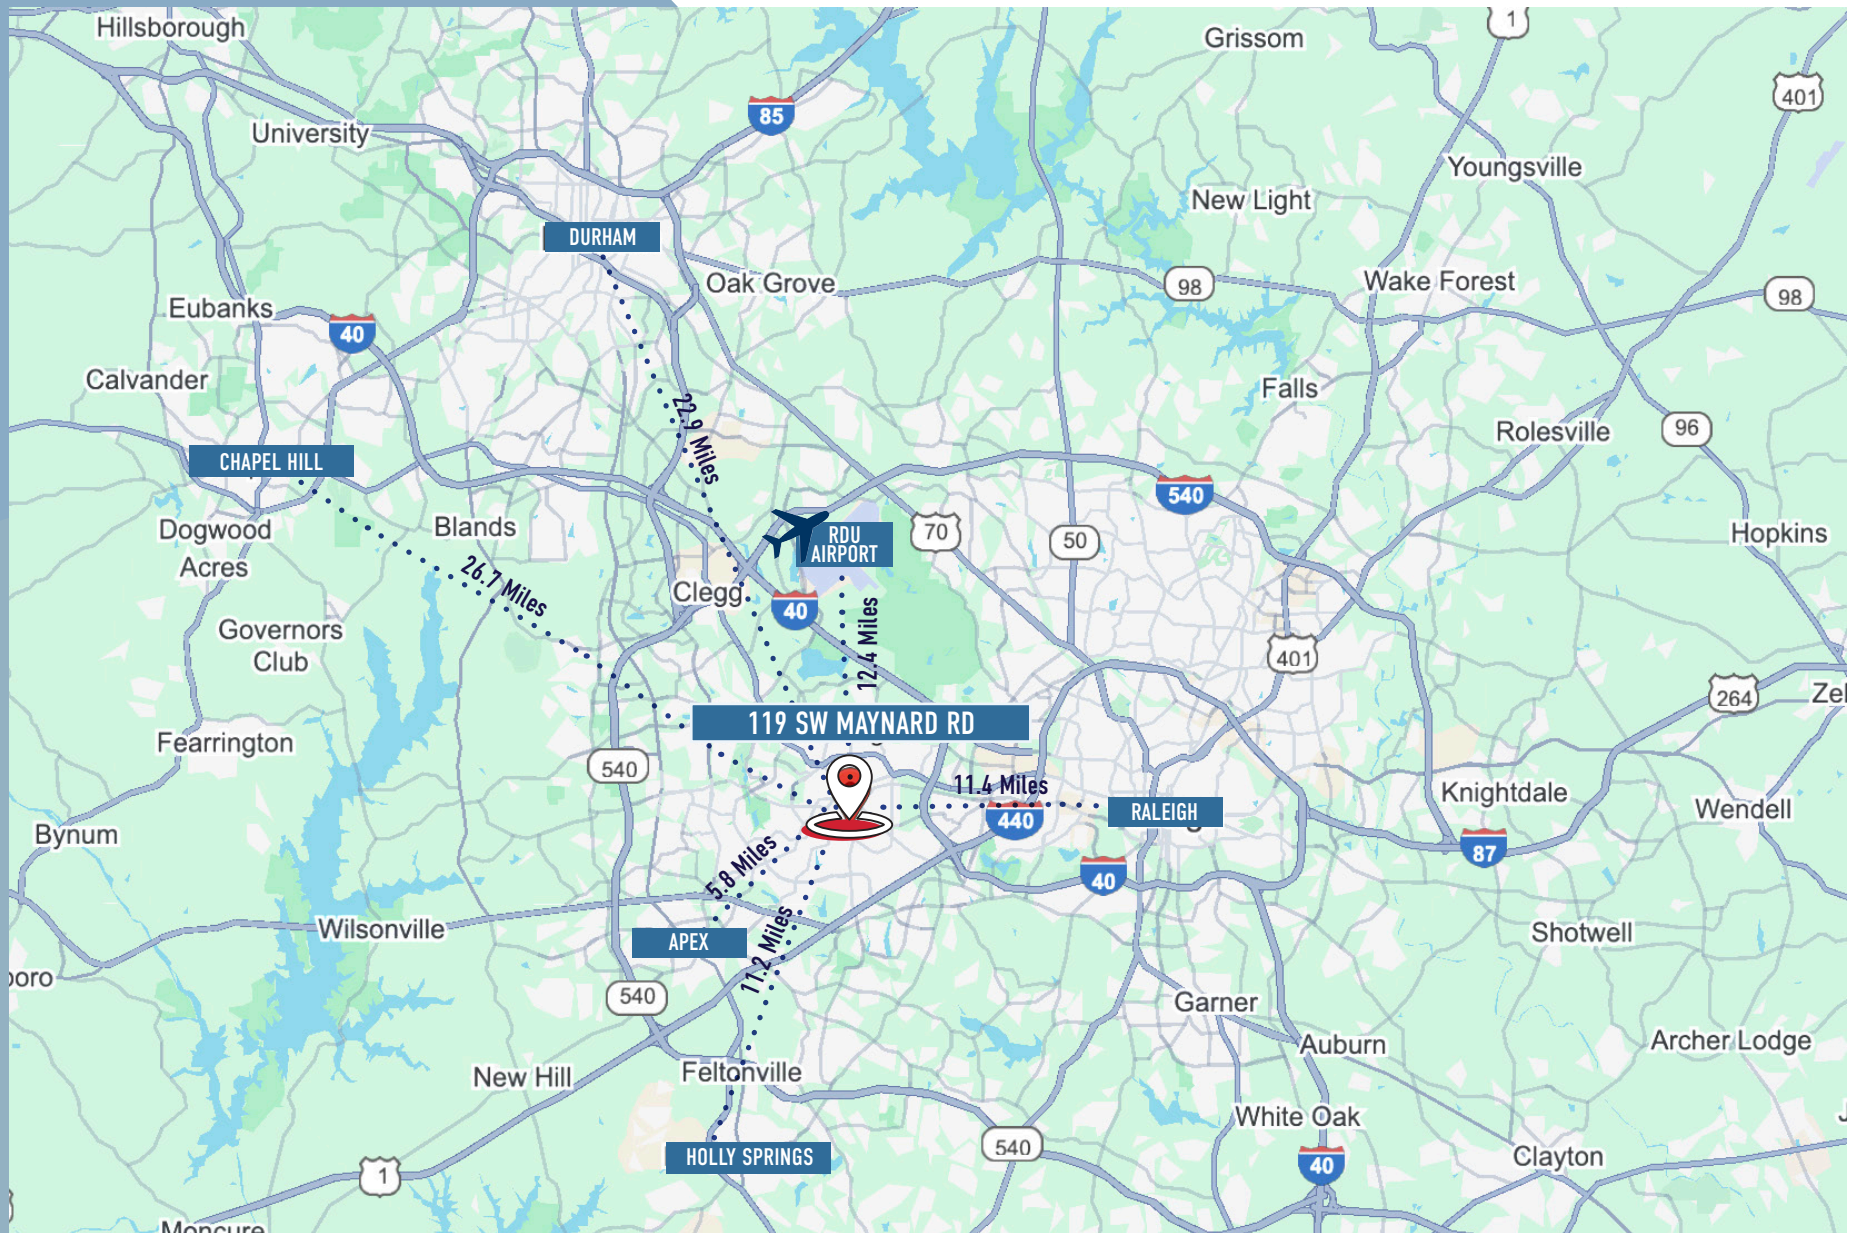 Hillsborough
1
Grissom
401
85
University
Youngsville
New Light
DURHAM
Oak Grove
98
Wake Forest
98
Eubanks
40
Calvander
Falls
Rolesville
96
22.9 Miles
CHAPEL HILL
540
Dogwood
Acres
Blands
RDU
AIRPORT
70
50
Hopkins
26.7 Miles
Clegg
40
12.4 Miles
Governors
Club
401
264
Zel
119 SW MAYNARD RD
Fearrington
540
11.4 Miles
440
RALEIGH
Knightdale
Wendell
Bynum
5.8 Miles
87
40
Wilsonville
APEX
11.2 Miles
Shotwell
boro
540
Garner
Auburn
Archer Lodge
New Hill
Feltonville
White Oak
HOLLY SPRINGS
540
40
Clayton
1
Moncure